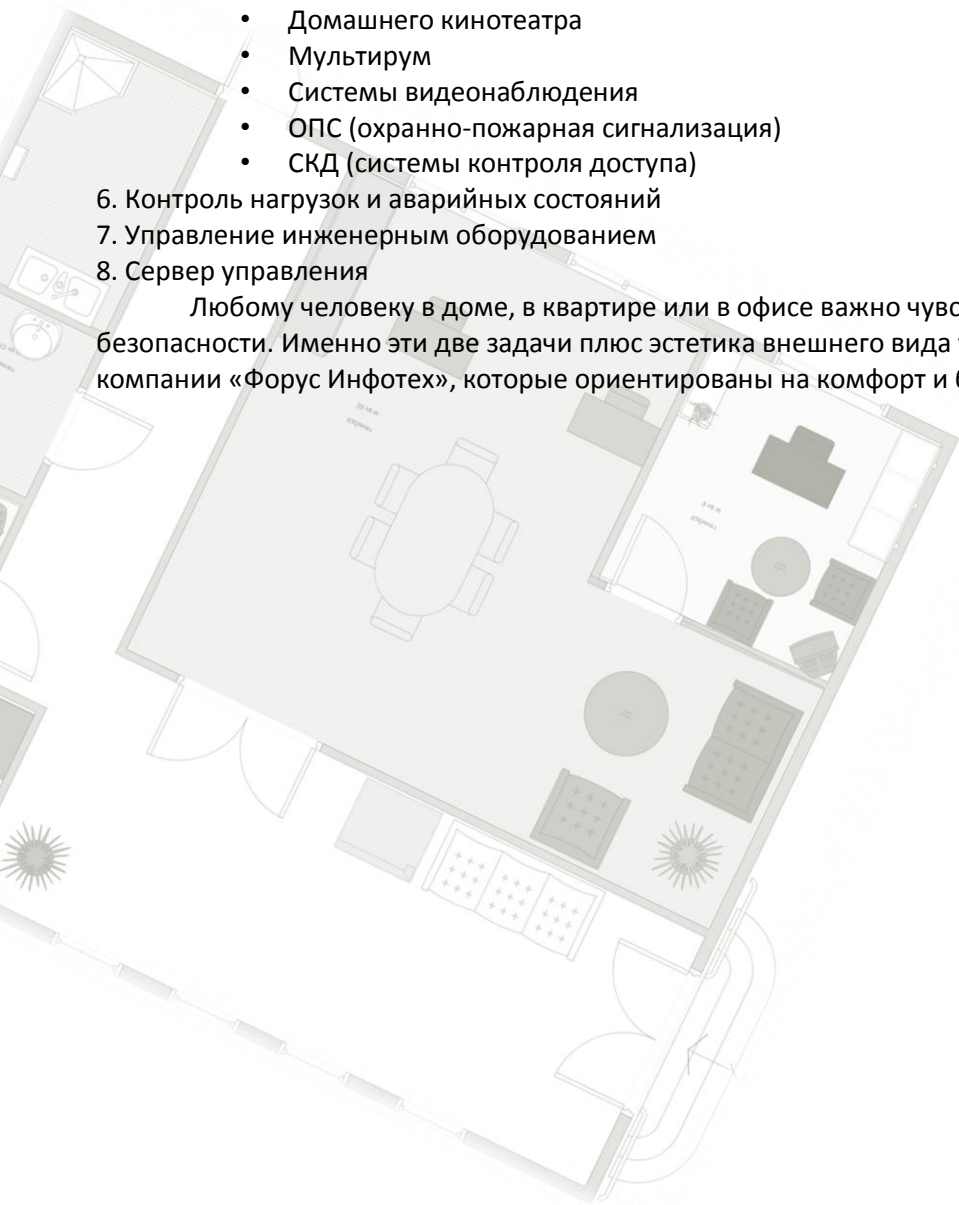 • Домашнего кинотеатра
• Мультирум
• Системы видеонаблюдения
• ОПС (охранно-пожарная сигнализация)
• СКД (системы контроля доступа)
6. Контроль нагрузок и аварийных состояний
7. Управление инженерным оборудованием
8. Сервер управления
Любому человеку в доме, в квартире или в офисе важно чувс
безопасности. Именно эти две задачи плюс эстетика внешнего вида
компании «Форус Инфотех», которые ориентированы на комфорт и